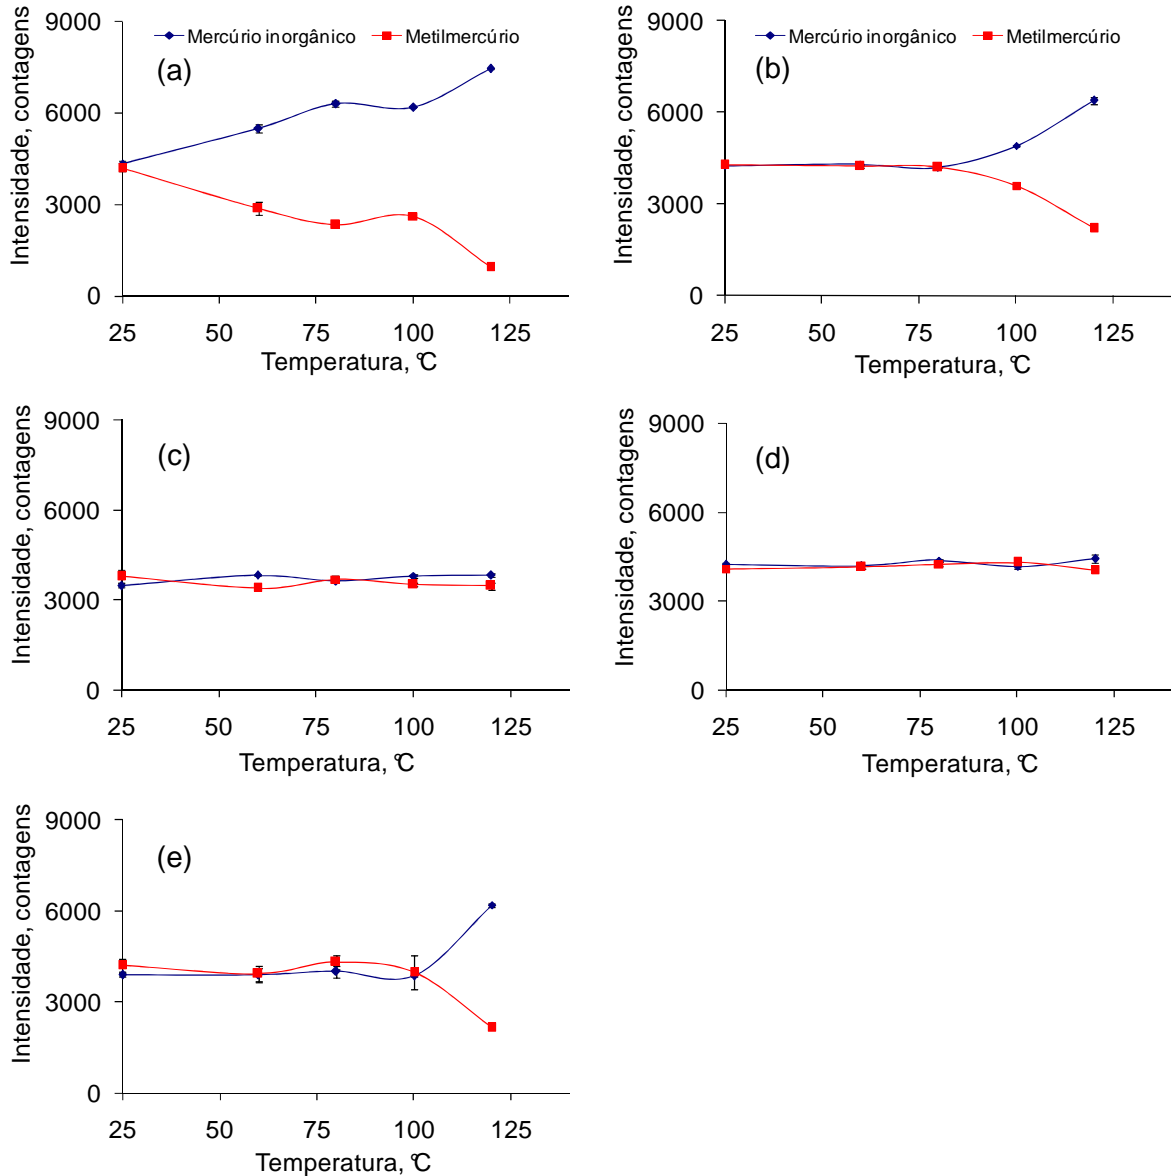 9000
6000
3000
0
Intensidade, contagens
Mercúrio inorgânico
Metilmercúrio
(a)
25 50 75 100 125
Temperatura, °C
9000
6000
3000
0
Intensidade, contagens
Mercúrio inorgânico
Metilmercúrio
(b)
25 50 75 100 125
Temperatura, °C
9000
6000
3000
0
Intensidade, contagens
(c)
25 50 75 100 125
Temperatura, °C
9000
6000
3000
0
Intensidade, contagens
(d)
25 50 75 100 125
Temperatura, °C
9000
6000
3000
0
Intensidade, contagens
(e)
25 50 75 100 125
Temperatura, °C